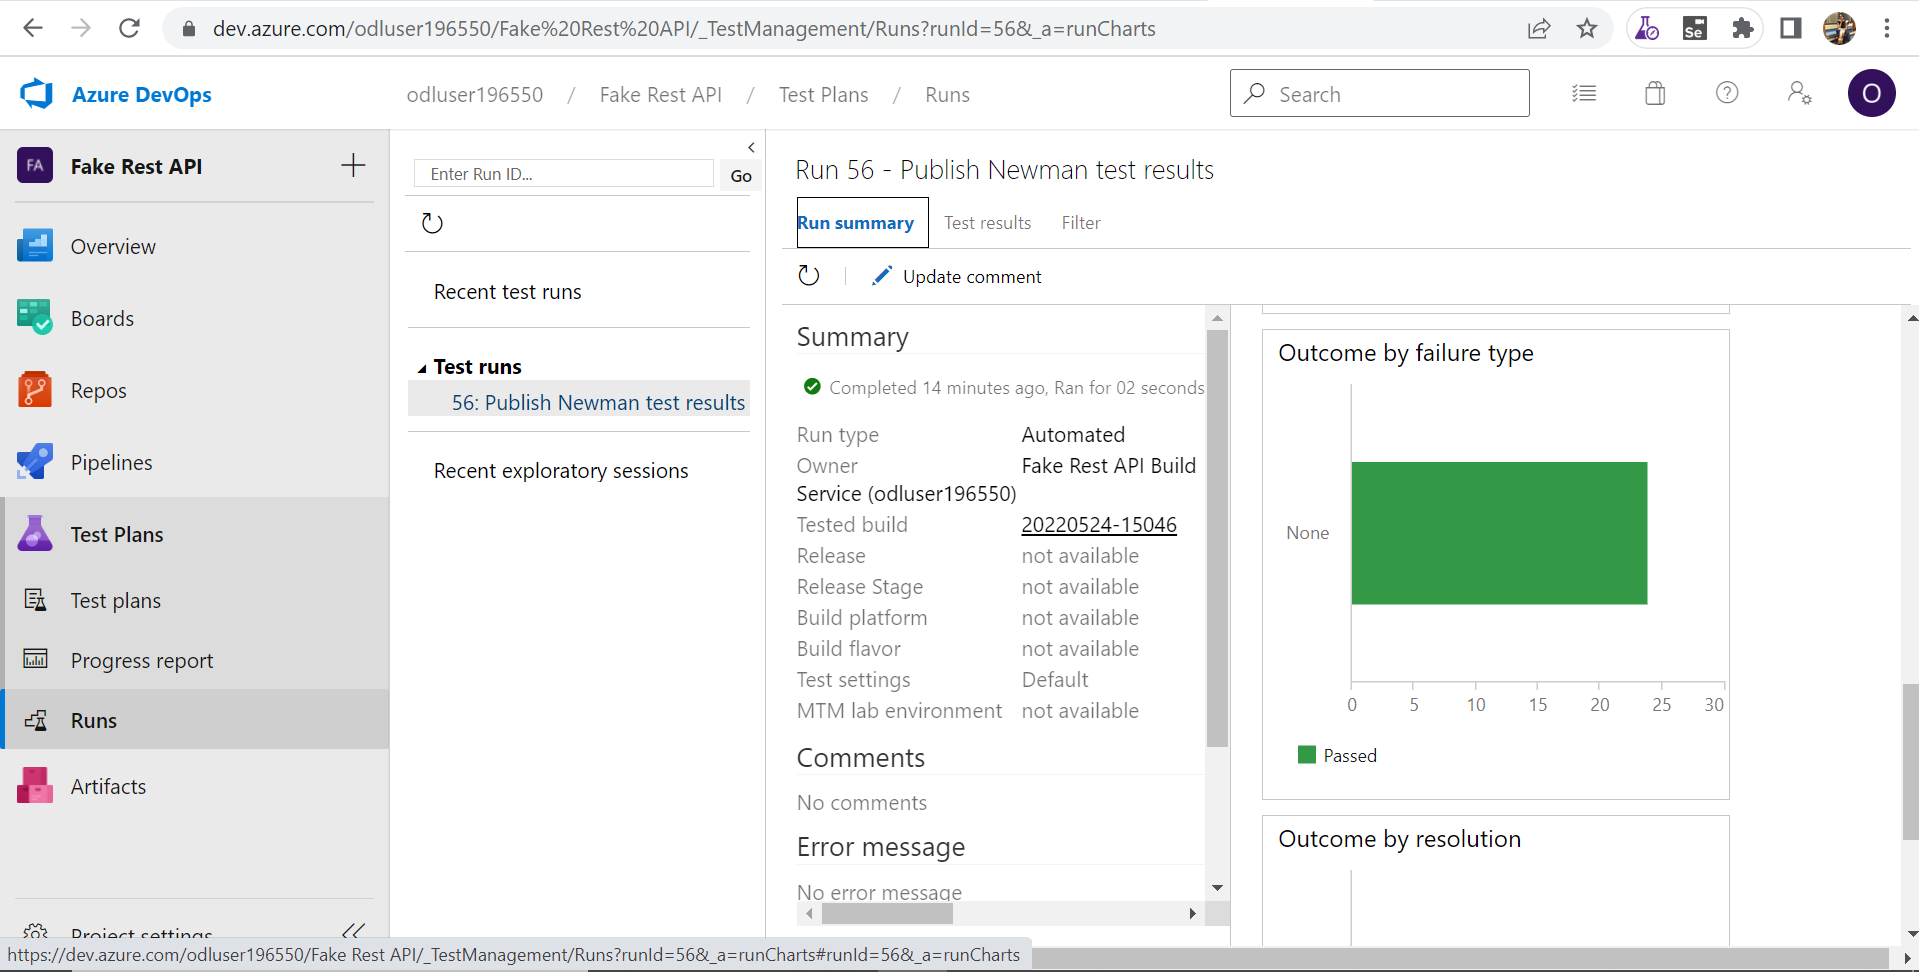 dev.azure.com/odluser196550/Fake%20Rest%20API/_TestManagement/Runs?runId=56&_a=runCharts
Se
Azure DevOps
odluser196550 / Fake Rest API / Test Plans / Runs
Search
O
FA
Fake Rest API
Overview
Boards
Repos
Pipelines
Test Plans
Test plans
Progress report
Runs
Artifacts
Project settings
Enter Run ID...
Go
Recent test runs
Test runs
56: Publish Newman test results
Recent exploratory sessions
Run 56 - Publish Newman test results
Run summary
Test results
Filter
Update comment
Summary
Completed 14 minutes ago, Ran for 02 seconds
Run type Automated
Owner Fake Rest API Build
Service (odluser196550)
Tested build 20220524-15046
Release not available
Release Stage not available
Build platform not available
Build flavor not available
Test settings Default
MTM lab environment not available
Comments
No comments
Error message
No error message
Outcome by failure type
None
0 5 10 15 20 25 30
Passed
Outcome by resolution
https://dev.azure.com/odluser196550/Fake Rest API/_TestManagement/Runs?runId=56&_a=runCharts#runId=56&_a=runCharts